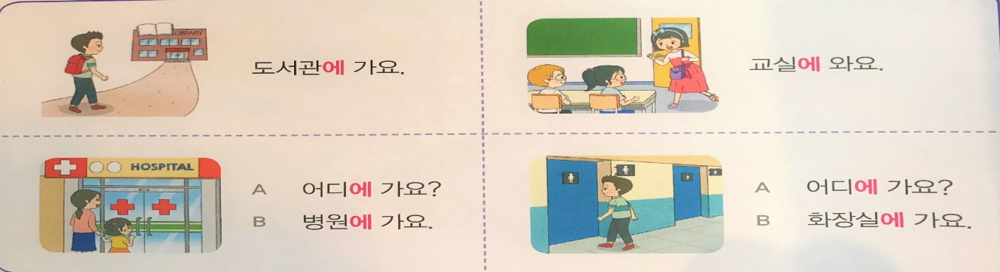 LIBRARY
도서관에 가요.
교실에 와요.
HOSPITAL
A 어디에 가요?
B 병원에 가요.
A 어디에 가요?
B 화장실에 가요.